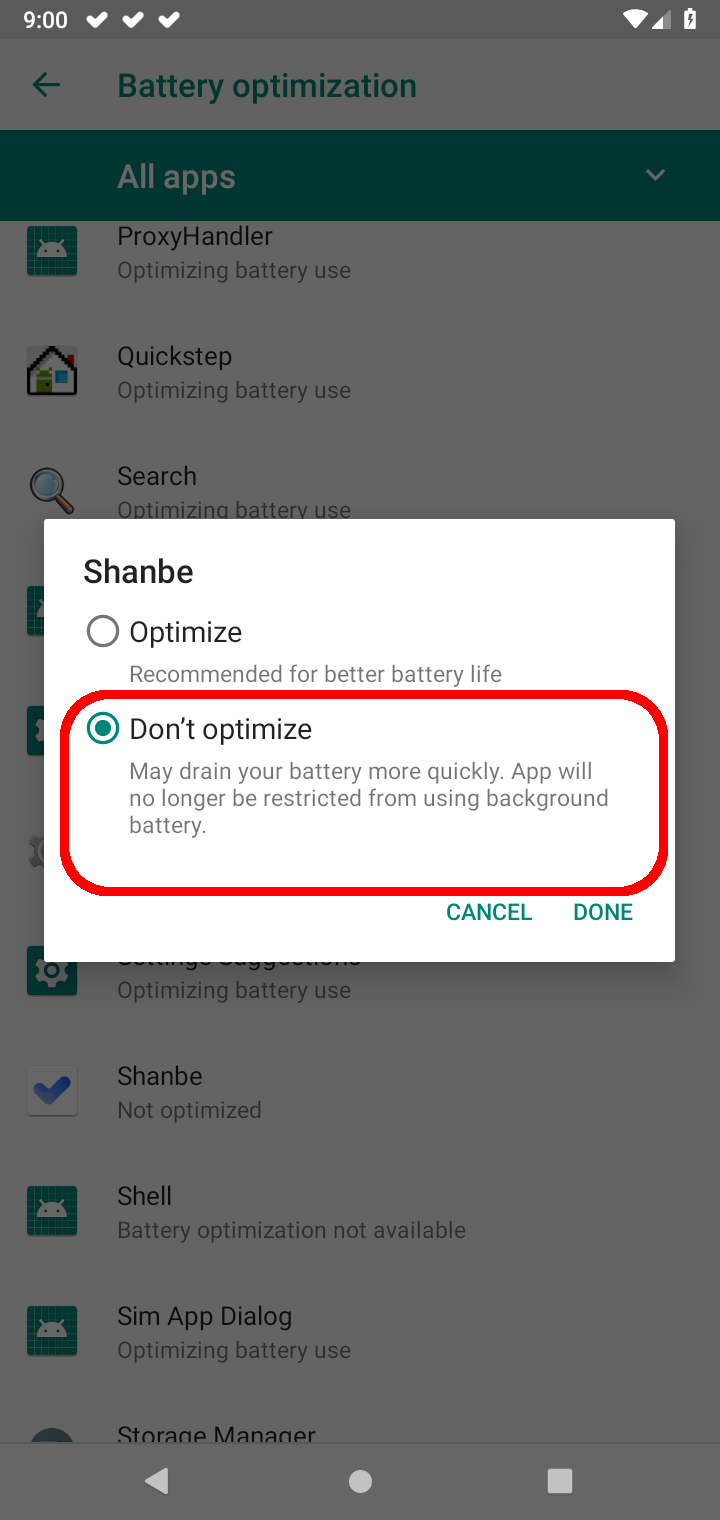 9:00
Battery optimization
All apps
ProxyHandler
Optimizing battery use
Quickstep
Optimizing battery use
Search
Optimizing battery use
Shanbe
Optimize
Recommended for better battery life
Don’t optimize
May drain your battery more quickly. App will
no longer be restricted from using background
battery.
CANCEL DONE
Settings Suggestions
Optimizing battery use
Shanbe
Not optimized
Shell
Battery optimization not available
Sim App Dialog
Optimizing battery use
Storage Manager